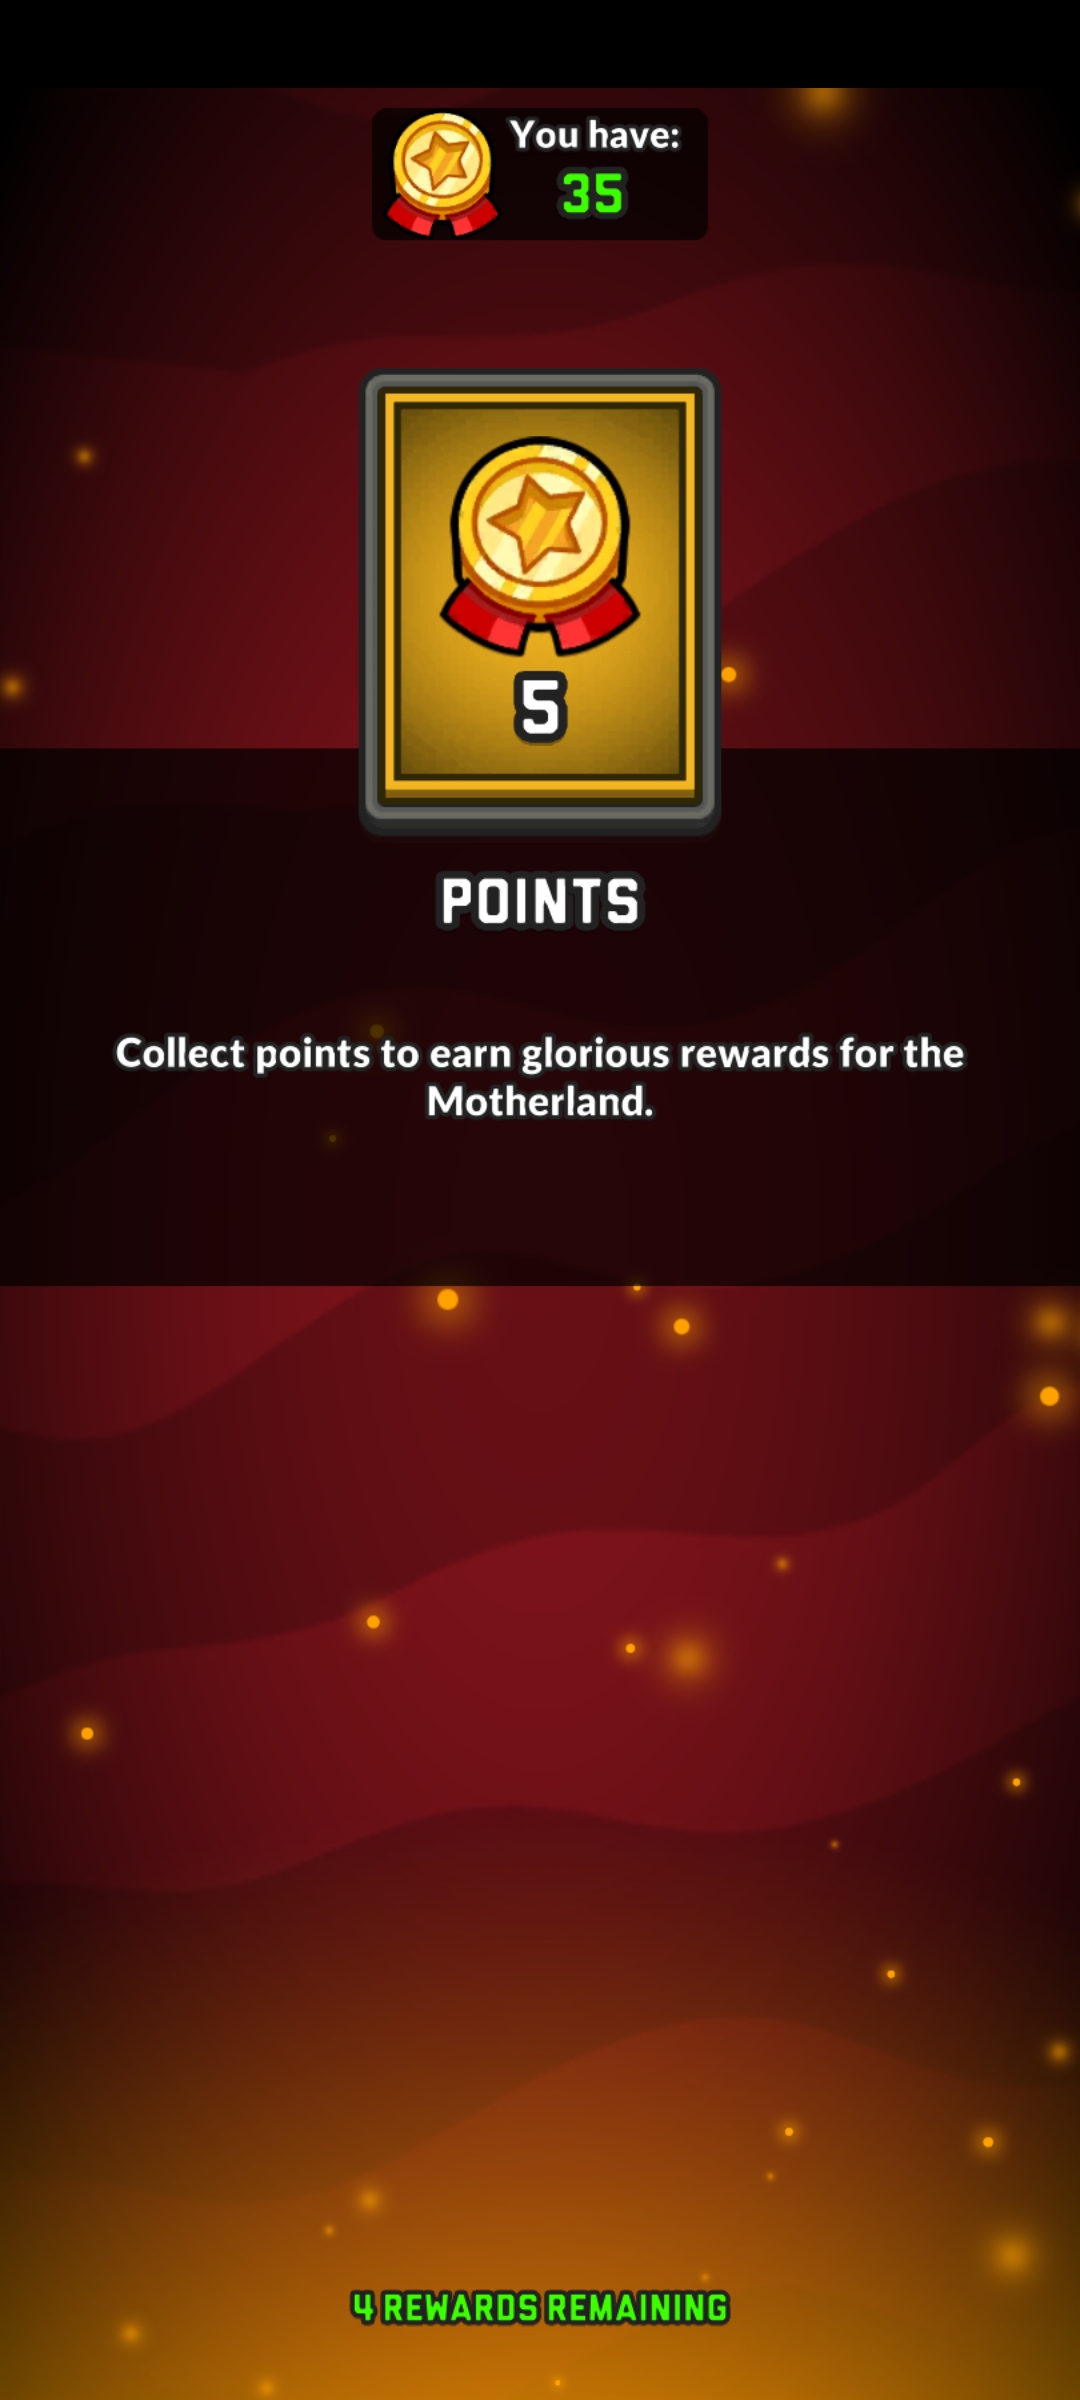 You have:
35
5
POINTS
Collect points to earn glorious rewards for the
Motherland.
4 REWARDS REMAINING